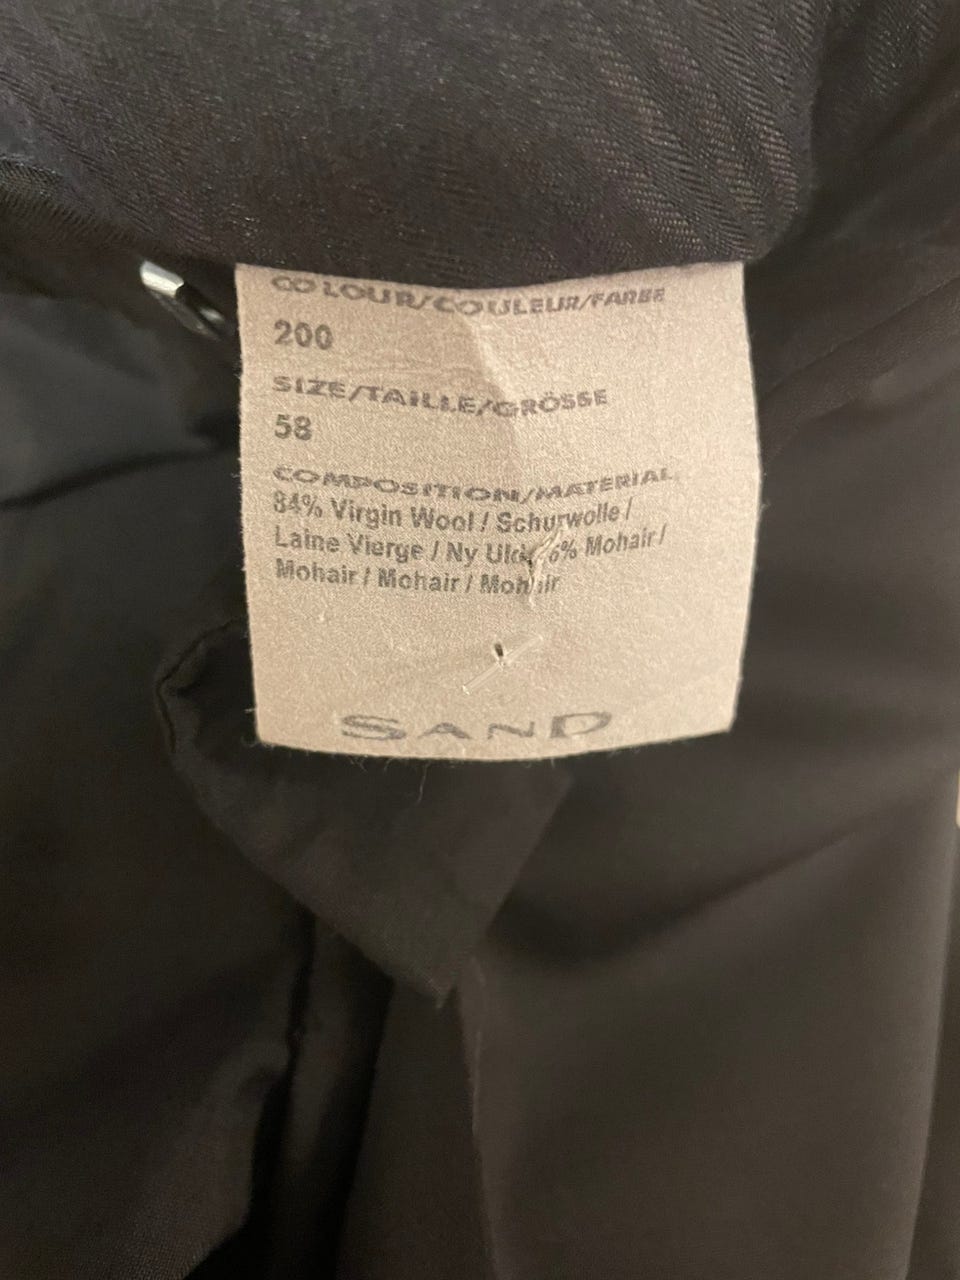 COLOUR/COULEUR/FARBE
200
SIZE/TAILLE/GRÖSSE
58
COMPOSITION/MATERIAL
84% Virgin Wool / Schurwolle /
Laine Vierge / Ny Uld Mohair /
Mohair / Mohair / Mohair
SAND